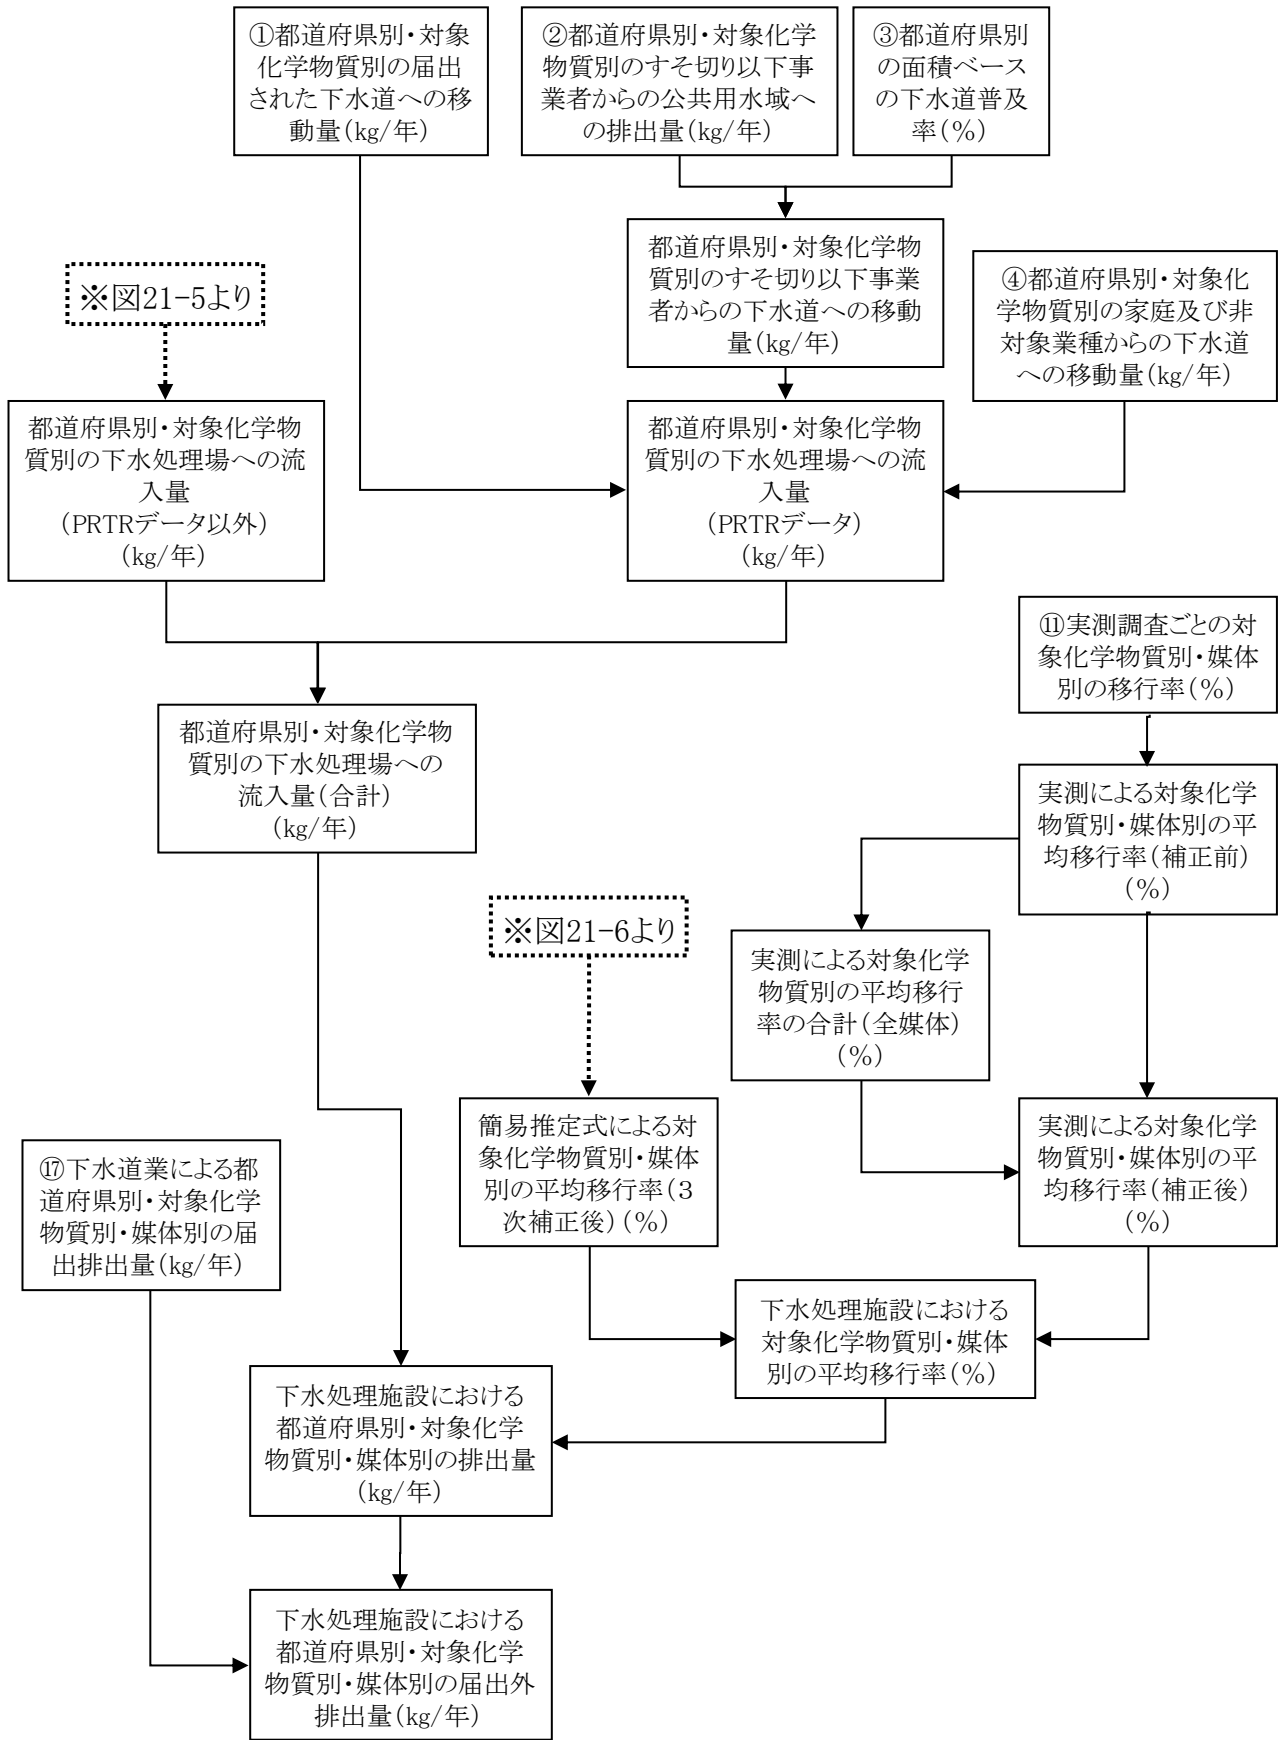 ①都道府県別・対象
化学物質別の届出
された下水道への移
動量(kg/年)
②都道府県別・対象化学
物質別のすそ切り以下事
業者からの公共用水域へ
の排出量(kg/年)
③都道府県別
の面積ベース
の下水道普及
率(%)
都道府県別・対象化学物
質別のすそ切り以下事業
者からの下水道への移動
量(kg/年)
④都道府県別・対象化
学物質別の家庭及び非
対象業種からの下水道
への移動量(kg/年)
※図21-5より
都道府県別・対象化学物
質別の下水処理場への流
入量
(PRTRデータ以外)
(kg/年)
都道府県別・対象化学物
質別の下水処理場への流
入量
(PRTRデータ)
(kg/年)
⑪実測調査ごとの対
象化学物質別・媒体
別の移行率(%)
都道府県別・対象化学物
質別の下水処理場への
流入量(合計)
(kg/年)
実測による対象化学
物質別・媒体別の平
均移行率(補正前)
(%)
※図21-6より
実測による対象化学
物質別の平均移行
率の合計(全媒体)
(%)
簡易推定式による対
象化学物質別・媒体
別の平均移行率(3
次補正後)(%)
実測による対象化学
物質別・媒体別の平
均移行率(補正後)
(%)
⑰下水道業による都
道府県別・対象化学
物質別・媒体別の届
出排出量(kg/年)
下水処理施設における
対象化学物質別・媒体
別の平均移行率(%)
下水処理施設における
都道府県別・対象化学
物質別・媒体別の排出量
(kg/年)
下水処理施設における
都道府県別・対象化学
物質別・媒体別の届出外
排出量(kg/年)